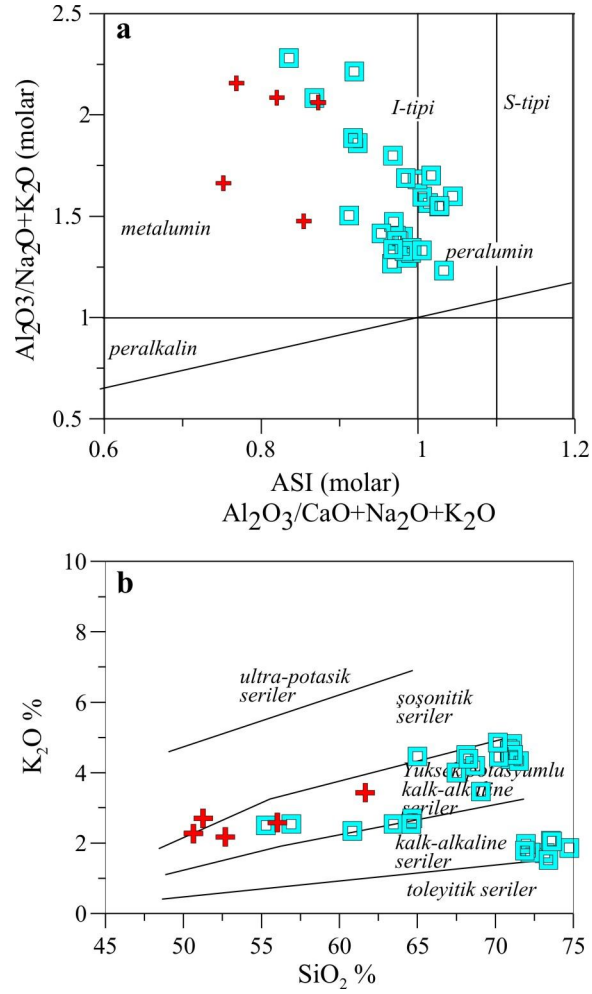 a
2.5
2
1.5
1
0.5
Al2O3/Na2O+K2O (molar)
I-tipi
S-tipi
metalumin
peralumin
peralkalin
0.6
0.8
1
1.2
ASI (molar)
Al2O3/CaO+Na2O+K2O
b
10
8
6
4
2
0
K2O %
ultra-potasik
seriler
şoşonitik
seriler
Yüksek potasyumlu
kalk-alkaline
seriler
kalk-alkaline
seriler
toleyitik seriler
45
50
55
60
65
70
75
SiO2 %